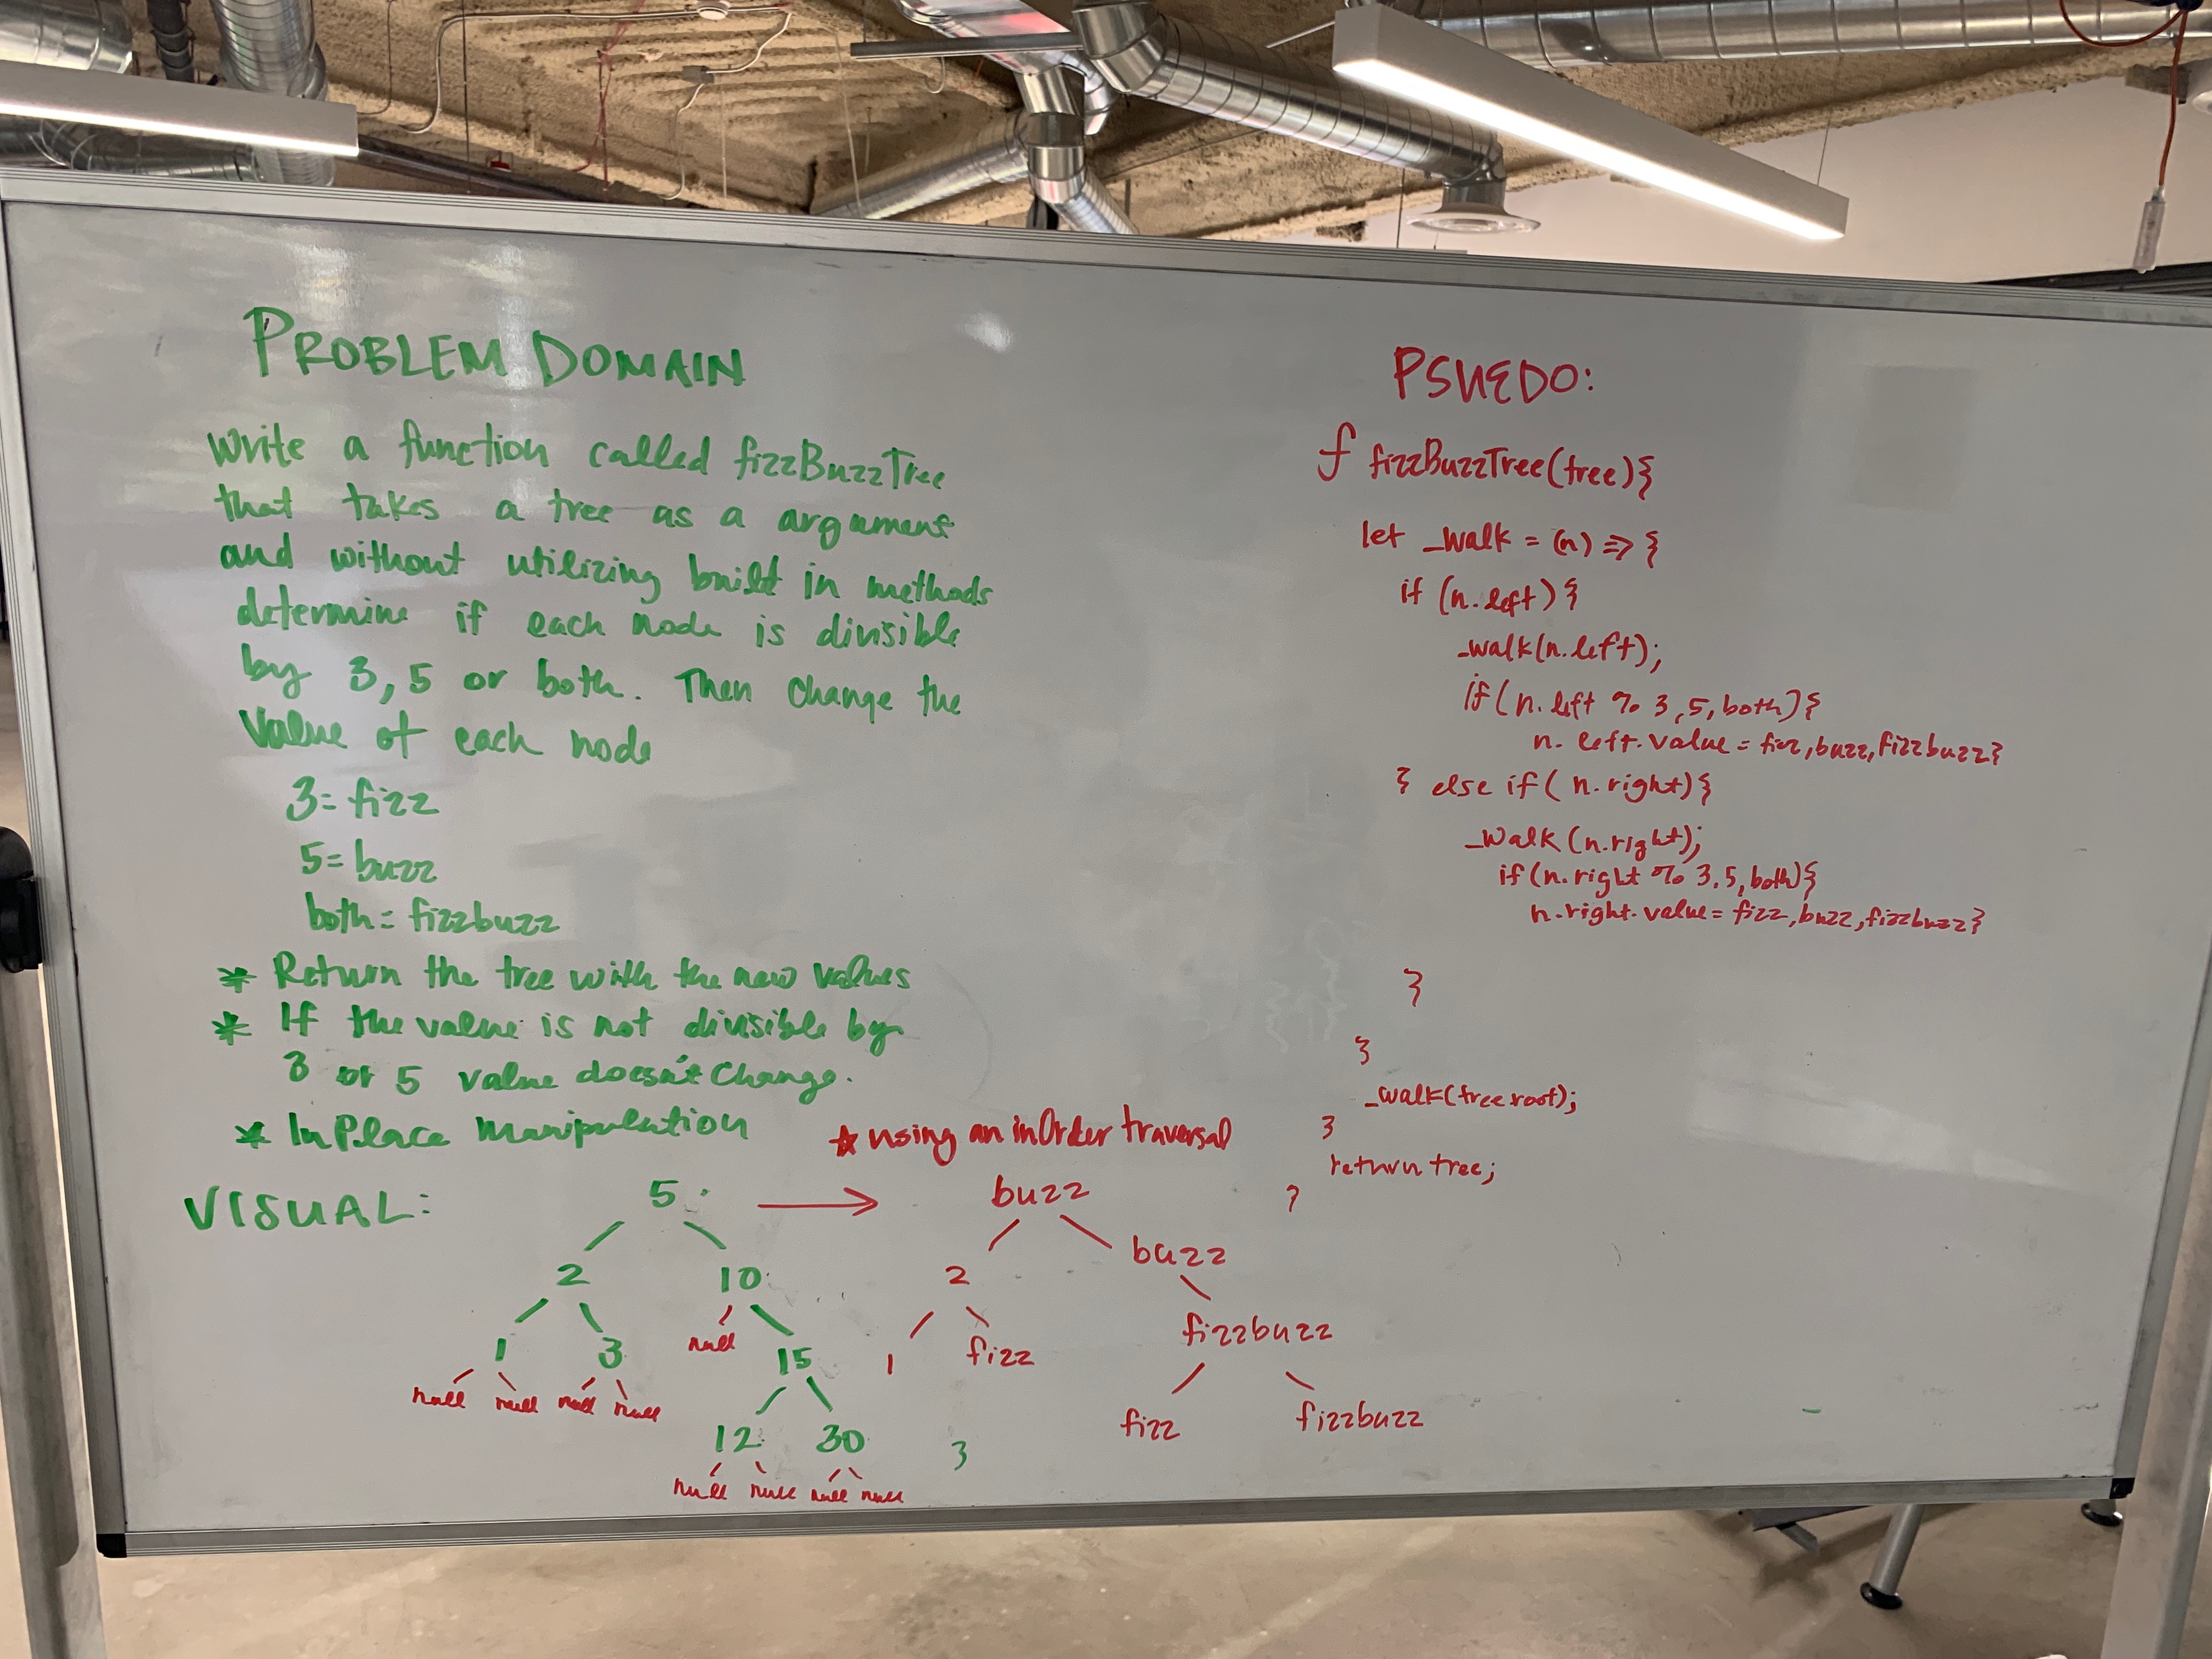 PROBLEM DOMAIN
Write a function called fizzBuzzTree
that takes a tree as a argument
and without utilizing built in methods
determine if each node is divisible
by 3, 5 or both. Then change the
value of each node
3= fizz
5= buzz
both= fizzbuzz
* Return the tree with the new values
* If the value is not divisible by
3 or 5 value doesn't change.
* InPlace manipulation
☆ using an inOrder traversal
VISUAL:
5 → buzz
2 10
2 buzz
1 3 null 15
1 fizz fizzbuzz
null null null null
12 30 3
fizz fizzbuzz
null null null null
PSUEDO:
f fizzBuzzTree(tree){
let _walk = (n) => {
if (n.left) {
_walk(n.left);
if (n.left % 3,5,both) {
n.left.value = fizz,buzz,fizzbuzz}
} else if (n.right) {
_walk (n.right);
if(n.right % 3,5,both){
n.right.value= fizz,buzz,fizzbuzz}
}
}
_walk(tree.root);
}
return tree;
}